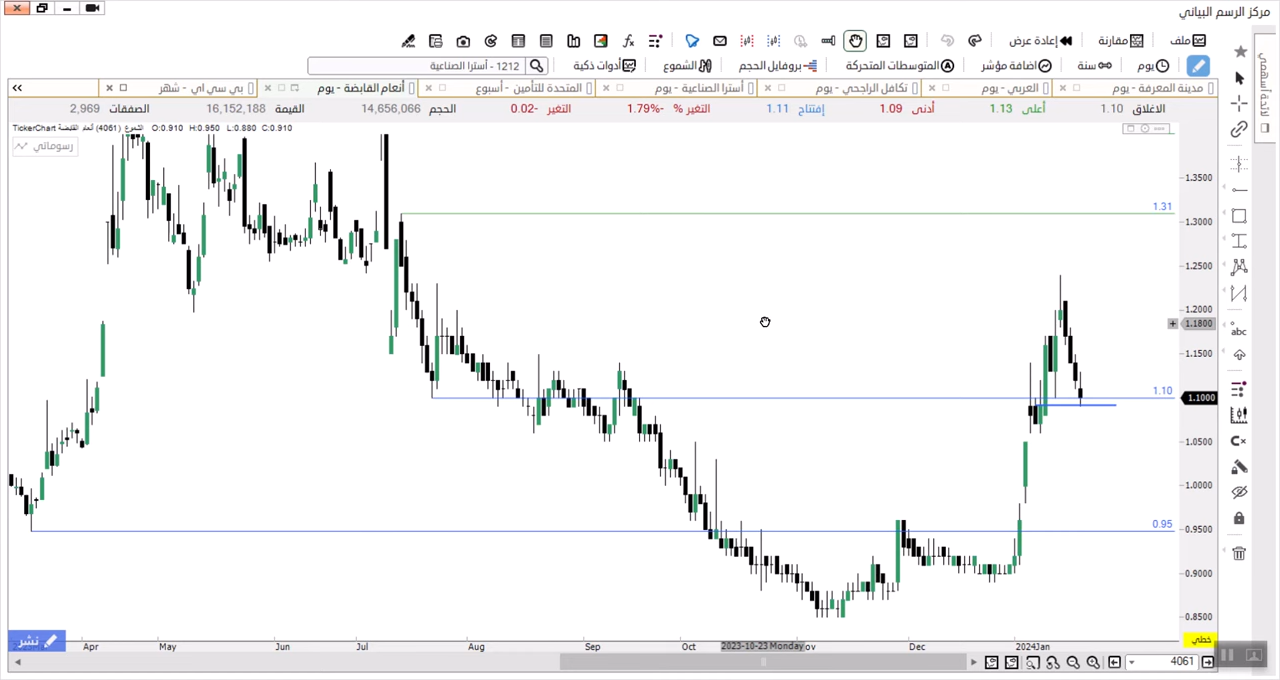 مركز الرسم البياني
ملف مقارنة إعادة عرض
يوم سنة اضافة مؤشر المتوسطات المتحركة بروفايل الحجم الشموع أدوات ذكية 1212 - أسترا الصناعية
لائحة أسهمي
مدينة المعرفة - يوم العربي - يوم تكافل الراجحي - يوم أسترا الصناعية - يوم المتحدة للتأمين - أسبوع أنعام القابضة - يوم بي سي اي - شهر
الاغلاق 1.10 أعلى 1.13 أدنى 1.09 إفتتاح 1.11 التغير % -1.79% التغير -0.02 الحجم 14,656,066 القيمة 16,152,188 الصفقات 2,969
TickerChart أنعام القابضة (4061) الشموع O:0.910 H:0.950 L:0.880 C:0.910
رسوماتي
1.3500
1.31
1.3000
1.2500
1.2000
1.1800
1.1500
1.10
1.1000
1.0500
1.0000
0.95
0.9500
0.9000
0.8500
abc
نشر
خطي
Apr May Jun Jul Aug Sep Oct 2023-10-23 Monday ov Dec 2024Jan
4061